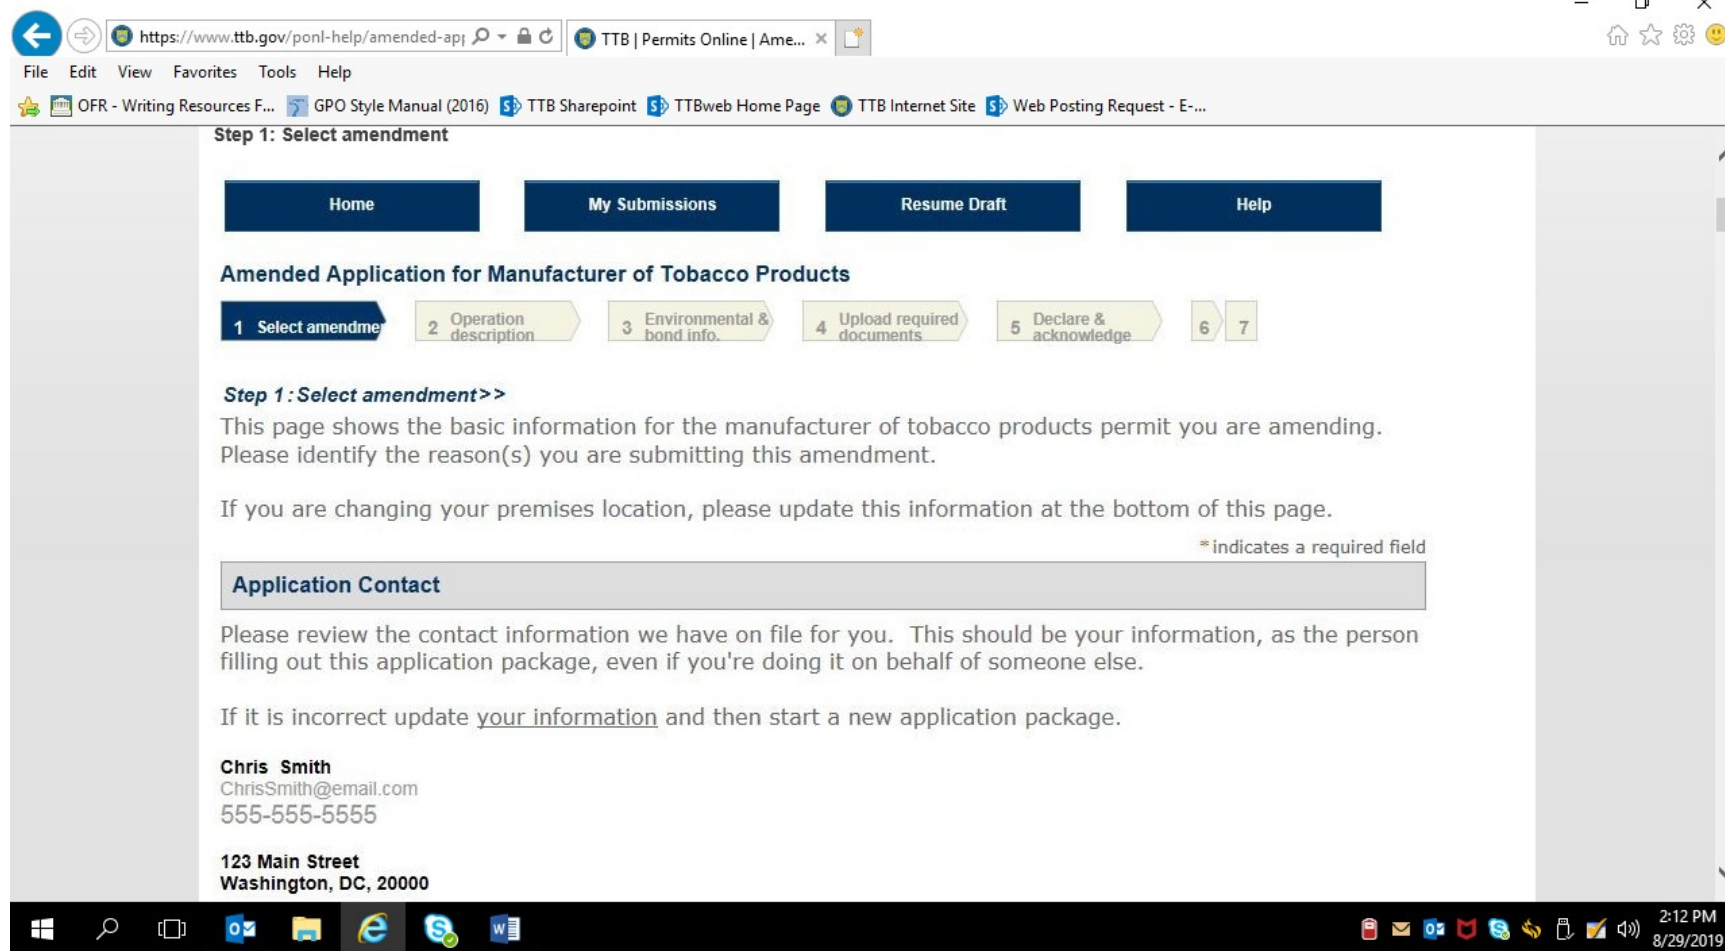 https://www.ttb.gov/ponl-help/amended-ap
TTB | Permits Online | Ame...
File Edit View Favorites Tools Help
OFR - Writing Resources F... GPO Style Manual (2016) TTB Sharepoint TTBweb Home Page TTB Internet Site Web Posting Request - E-...
Step 1: Select amendment
Home My Submissions Resume Draft Help
Amended Application for Manufacturer of Tobacco Products
1 Select amendme 2 Operation description 3 Environmental & bond info. 4 Upload required documents 5 Declare & acknowledge 6 7
Step 1: Select amendment>>
This page shows the basic information for the manufacturer of tobacco products permit you are amending.
Please identify the reason(s) you are submitting this amendment.
If you are changing your premises location, please update this information at the bottom of this page.
* indicates a required field
Application Contact
Please review the contact information we have on file for you. This should be your information, as the person
filling out this application package, even if you're doing it on behalf of someone else.
If it is incorrect update your information and then start a new application package.
Chris Smith
ChrisSmith@email.com
555-555-5555
123 Main Street
Washington, DC, 20000
2:12 PM
8/29/2019